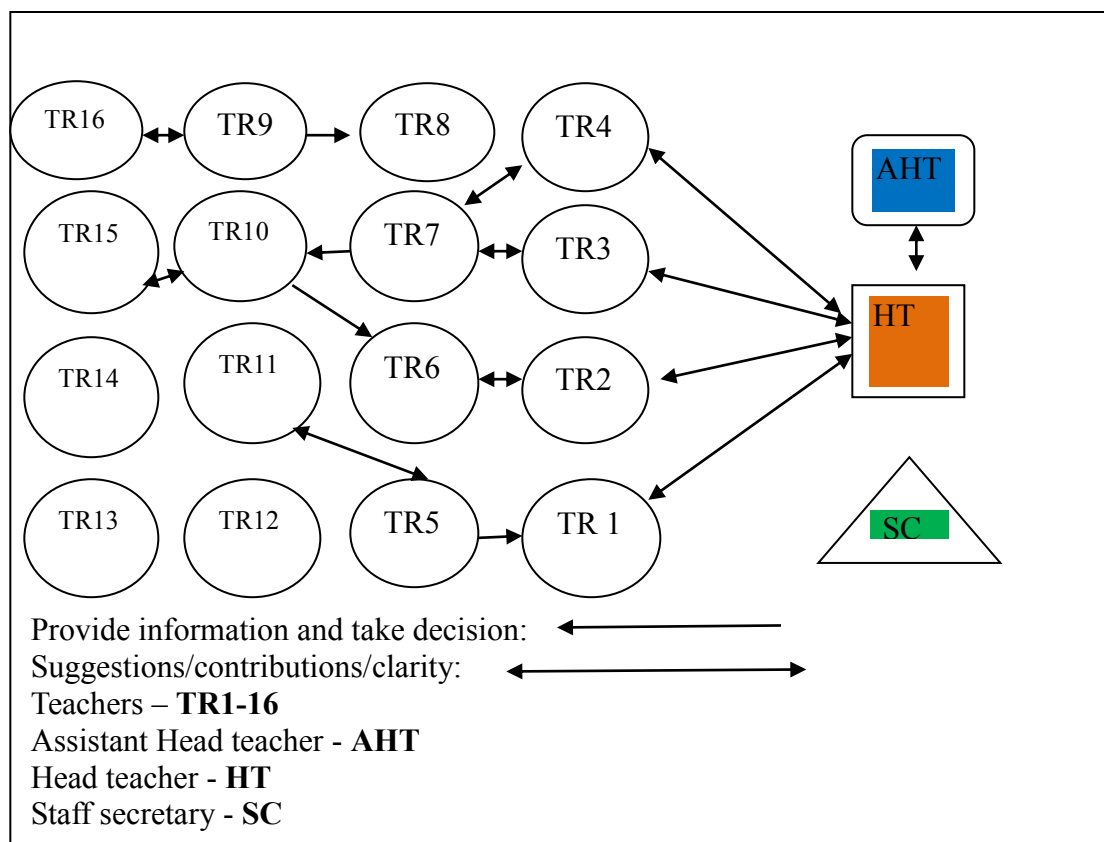 TR16 TR9 TR8 TR4
AHT
TR15 TR10 TR7 TR3
HT
TR14 TR11 TR6 TR2
TR13 TR12 TR5 TR 1
SC
Provide information and take decision:
Suggestions/contributions/clarity:
Teachers – TR1-16
Assistant Head teacher - AHT
Head teacher - HT
Staff secretary - SC